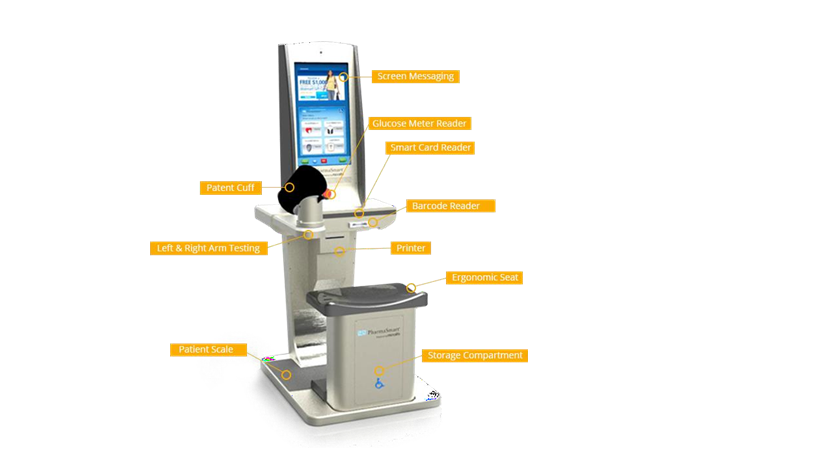 FREE $1,000
Screen Messaging
Glucose Meter Reader
Smart Card Reader
Patent Cuff
Barcode Reader
Left & Right Arm Testing
Printer
Ergonomic Seat
PharmaSmart
Patient Scale
Storage Compartment